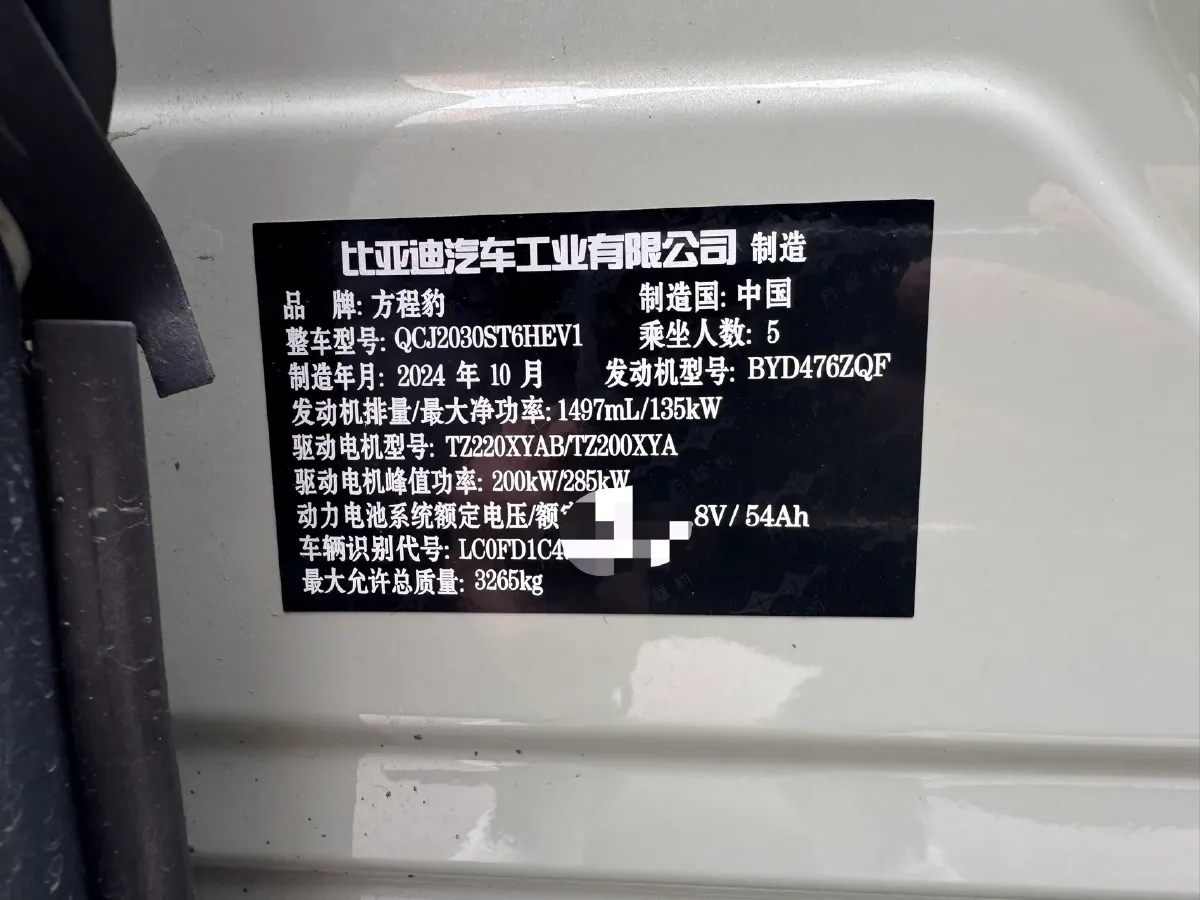 比亚迪汽车工业有限公司 制造
品 牌: 方程豹 制造国: 中国
整车型号: QCJ2030ST6HEV1 乘坐人数: 5
制造年月: 2024 年 10 月 发动机型号: BYD476ZQF
发动机排量/最大净功率: 1497mL/135kW
驱动电机型号: TZ220XYAB/TZ200XYA
驱动电机峰值功率: 200kW/285kW
动力电池系统额定电压/额 8V/ 54Ah
车辆识别代号: LC0FD1C4
最大允许总质量: 3265kg